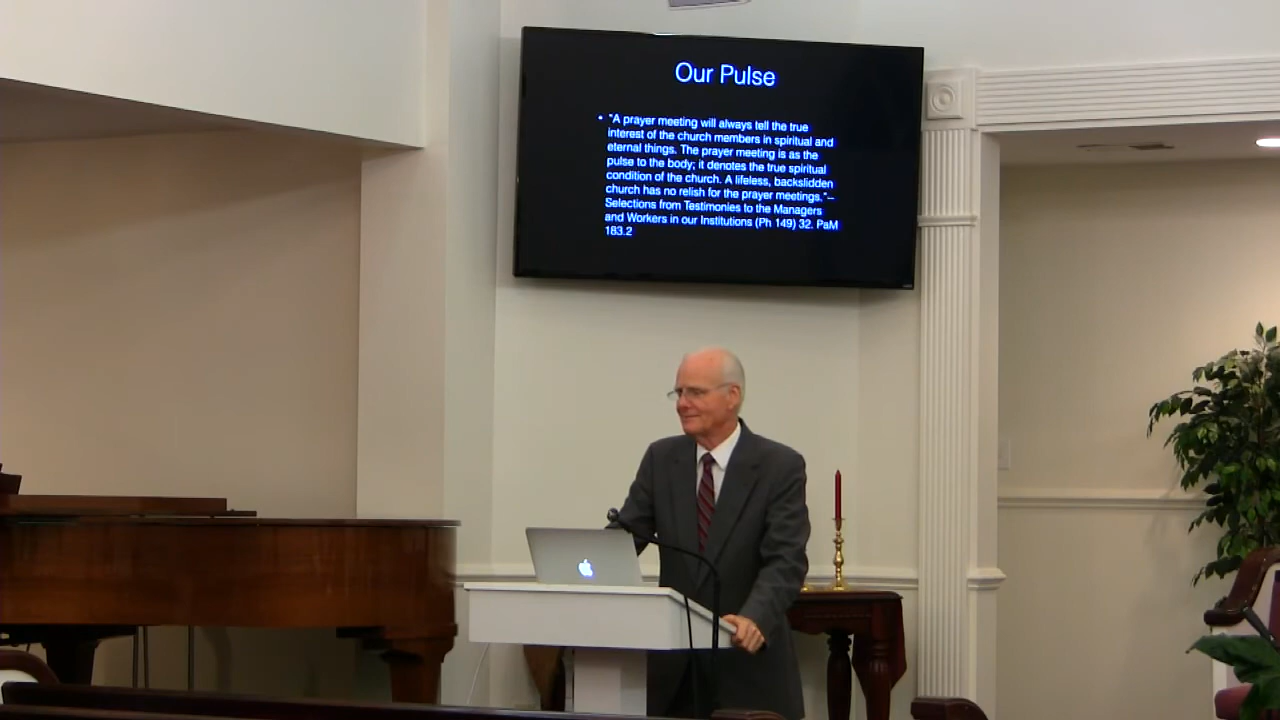 Our Pulse
• "A prayer meeting will always tell the true
interest of the church members in spiritual and
eternal things. The prayer meeting is as the
pulse to the body; it denotes the true spiritual
condition of the church. A lifeless, backslidden
church has no relish for the prayer meetings."--
Selections from Testimonies to the Managers
and Workers in our Institutions (Ph 149) 32. PaM
183.2